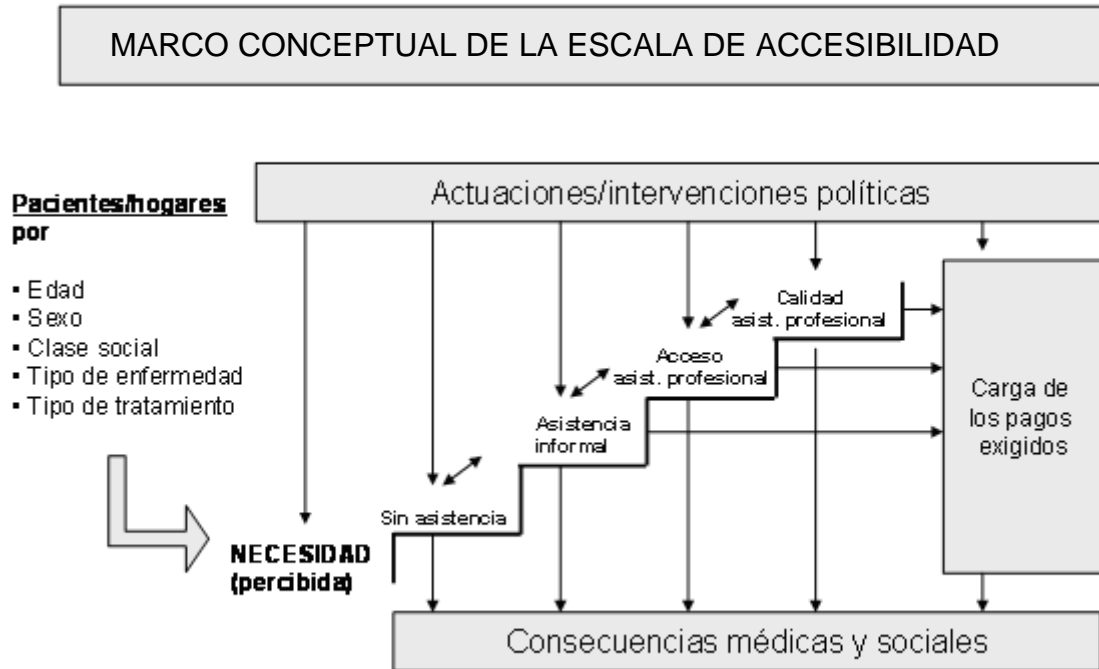 MARCO CONCEPTUAL DE LA ESCALA DE ACCESIBILIDAD
Actuaciones/intervenciones políticas
Pacientes/hogares
por
▪ Edad
▪ Sexo
▪ Clase social
▪ Tipo de enfermedad
▪ Tipo de tratamiento
Calidad
asist. profesional
Acceso
asist. profesional
Asistencia
informal
Sin asistencia
NECESIDAD
(percibida)
Carga de
los pagos
exigidos
Consecuencias médicas y sociales